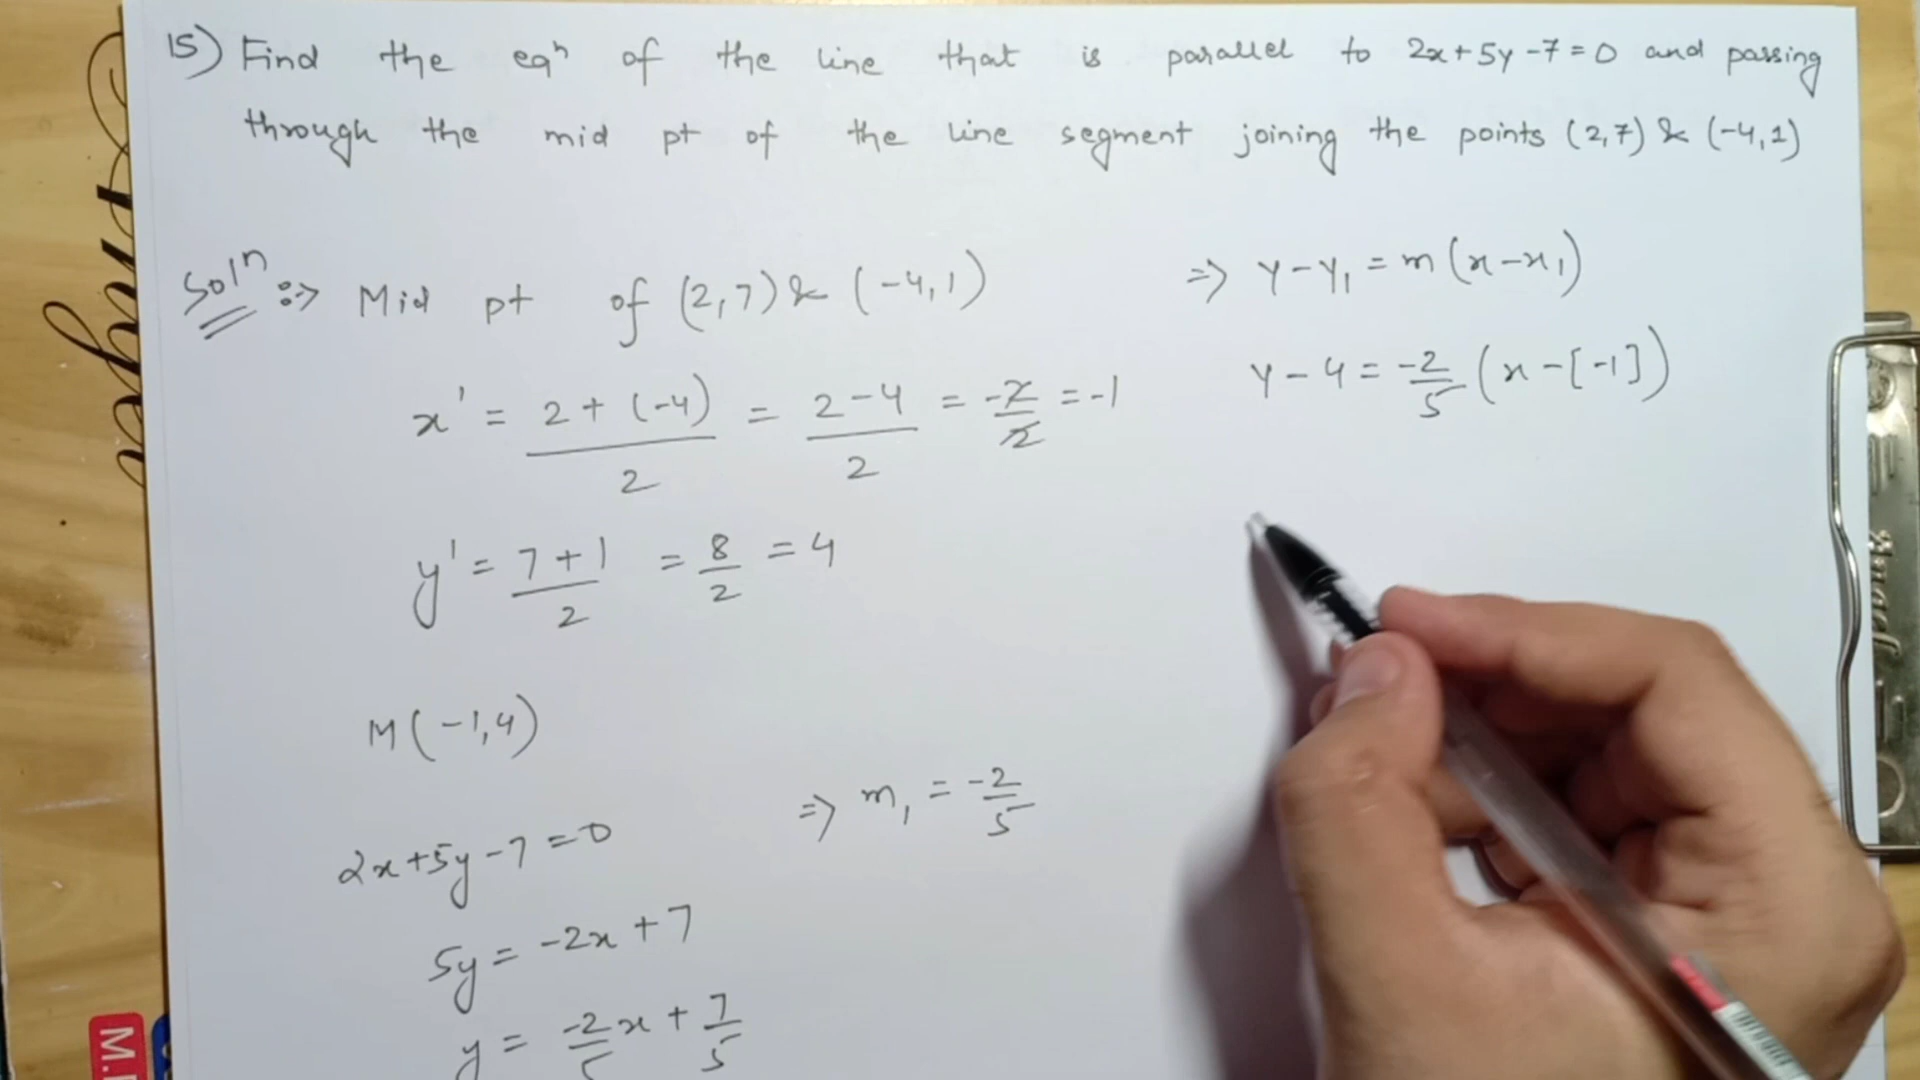 15) Find the eqⁿ of the line that is parallel to 2x+5y-7=0 and passing
through the mid pt of the line segment joining the points (2,7) & (-4,1)
Solⁿ :→ Mid pt of (2,7) & (-4,1)
x' = 2+(-4)/2 = 2-4/2 = -2/2 = -1
y' = 7+1/2 = 8/2 = 4
M(-1,4)
2x+5y-7=0
5y = -2x+7
y = -2/5 x + 7/5
⇒ m₁ = -2/5
⇒ y-y₁ = m(x-x₁)
y-4 = -2/5 (x-[-1])
M.